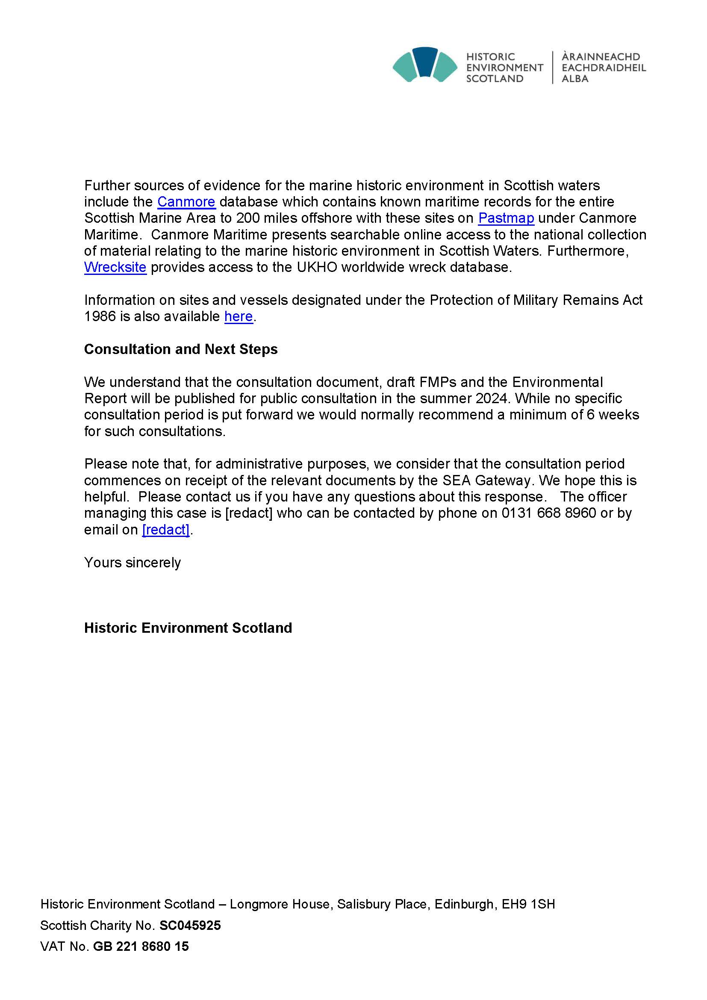 HISTORIC
ENVIRONMENT
SCOTLAND
ÀRAINNEACHD
EACHDRAIDHEIL
ALBA
Further sources of evidence for the marine historic environment in Scottish waters
include the Canmore database which contains known maritime records for the entire
Scottish Marine Area to 200 miles offshore with these sites on Pastmap under Canmore
Maritime.  Canmore Maritime presents searchable online access to the national collection
of material relating to the marine historic environment in Scottish Waters. Furthermore,
Wrecksite provides access to the UKHO worldwide wreck database.
Information on sites and vessels designated under the Protection of Military Remains Act
1986 is also available here.
Consultation and Next Steps
We understand that the consultation document, draft FMPs and the Environmental
Report will be published for public consultation in the summer 2024. While no specific
consultation period is put forward we would normally recommend a minimum of 6 weeks
for such consultations.
Please note that, for administrative purposes, we consider that the consultation period
commences on receipt of the relevant documents by the SEA Gateway. We hope this is
helpful.  Please contact us if you have any questions about this response.   The officer
managing this case is [redact] who can be contacted by phone on 0131 668 8960 or by
email on [redact].
Yours sincerely
Historic Environment Scotland
Historic Environment Scotland – Longmore House, Salisbury Place, Edinburgh, EH9 1SH
Scottish Charity No. SC045925
VAT No. GB 221 8680 15